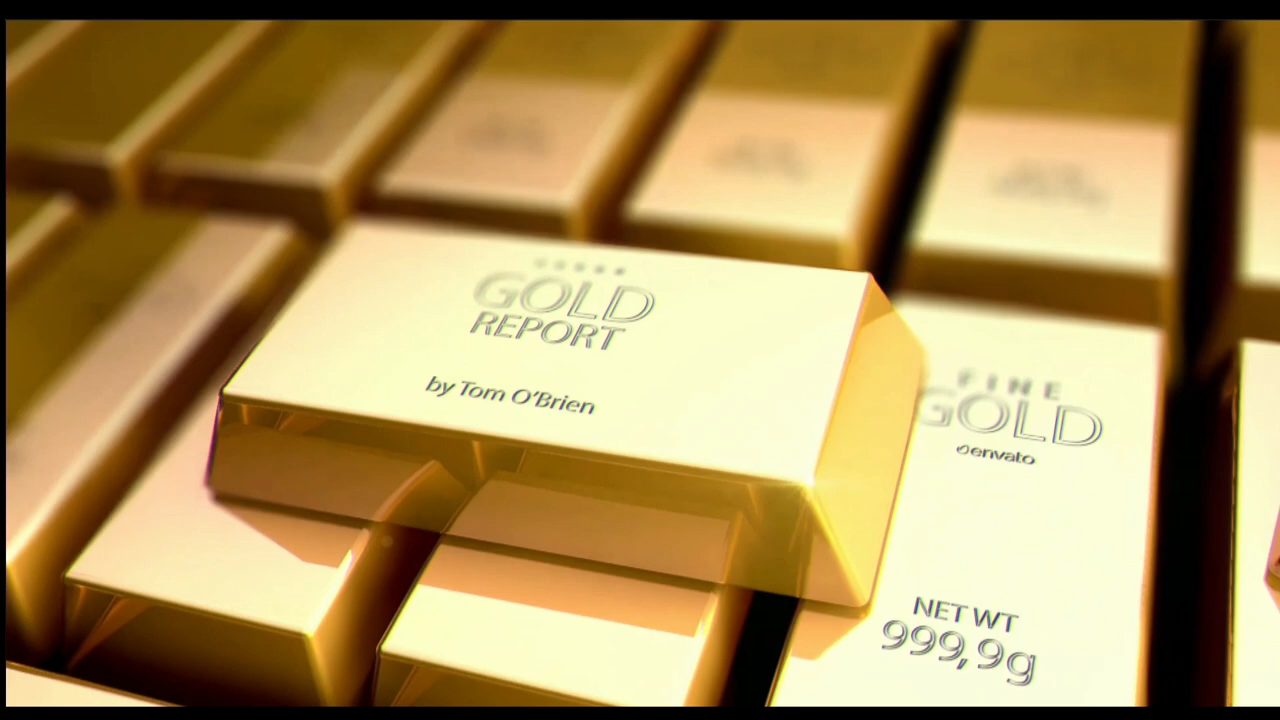 GOLD
REPORT
by Tom O'Brien
FINE
GOLD
envato
NET WT
999,9g